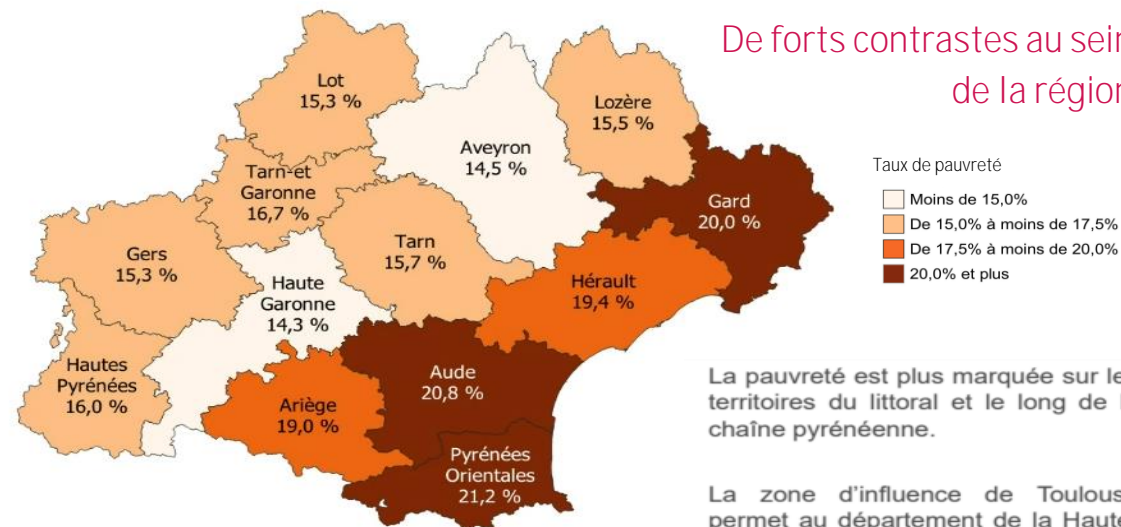 De forts contrastes au sein
de la région
Lot
15,3 %
Lozère
15,5 %
Aveyron
14,5 %
Tarn-et
Garonne
16,7 %
Gard
20,0 %
Gers
15,3 %
Tarn
15,7 %
Haute
Garonne
14,3 %
Hérault
19,4 %
Hautes
Pyrénées
16,0 %
Aude
20,8 %
Ariège
19,0 %
Pyrénées
Orientales
21,2 %
Taux de pauvreté
Moins de 15,0%
De 15,0% à moins de 17,5%
De 17,5% à moins de 20,0%
20,0% et plus
La pauvreté est plus marquée sur le
territoires du littoral et le long de l
chaîne pyrénéenne.
La zone d'influence de Toulous
permet au département de la Haute